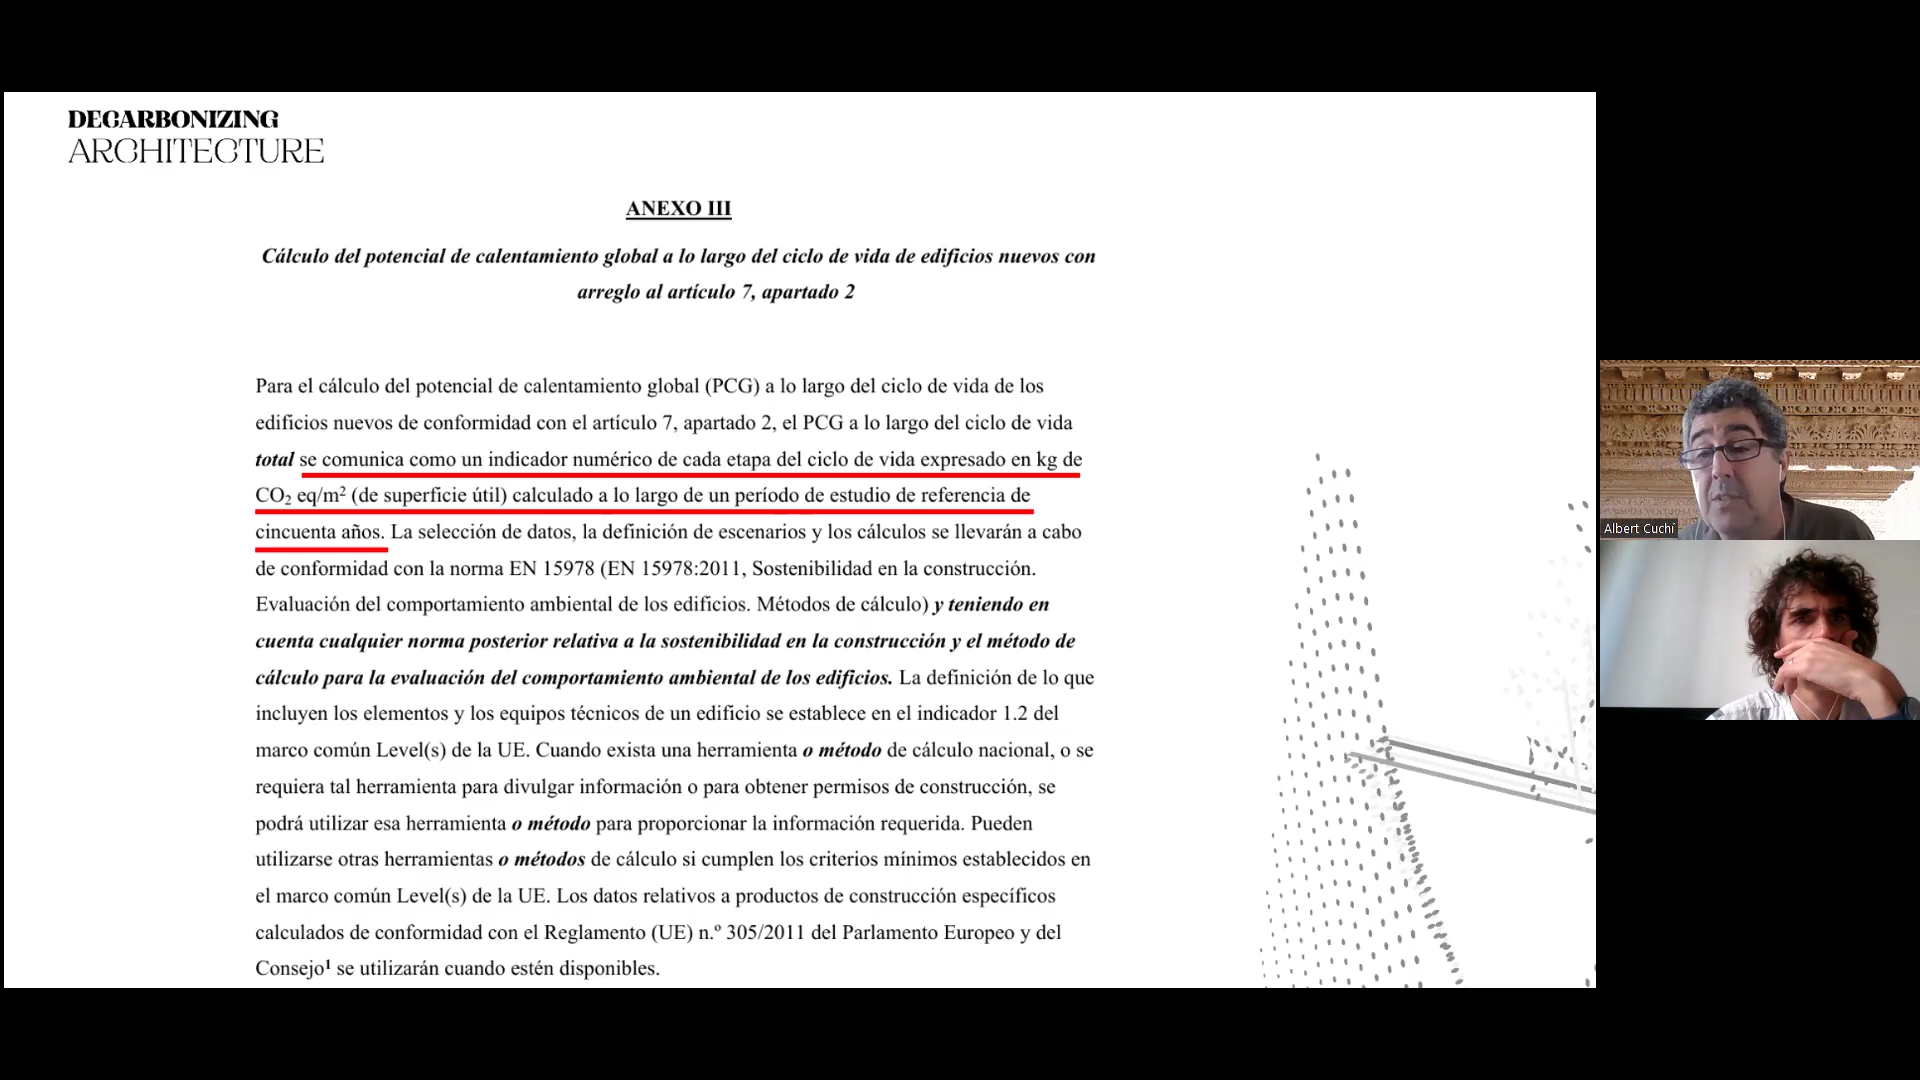 DECARBONIZING
ARCHITECTURE
ANEXO III
Cálculo del potencial de calentamiento global a lo largo del ciclo de vida de edificios nuevos con
arreglo al artículo 7, apartado 2
Para el cálculo del potencial de calentamiento global (PCG) a lo largo del ciclo de vida de los
edificios nuevos de conformidad con el artículo 7, apartado 2, el PCG a lo largo del ciclo de vida
total se comunica como un indicador numérico de cada etapa del ciclo de vida expresado en kg de
CO₂ eq/m² (de superficie útil) calculado a lo largo de un período de estudio de referencia de
cincuenta años. La selección de datos, la definición de escenarios y los cálculos se llevarán a cabo
de conformidad con la norma EN 15978 (EN 15978:2011, Sostenibilidad en la construcción.
Evaluación del comportamiento ambiental de los edificios. Métodos de cálculo) y teniendo en
cuenta cualquier norma posterior relativa a la sostenibilidad en la construcción y el método de
cálculo para la evaluación del comportamiento ambiental de los edificios. La definición de lo que
incluyen los elementos y los equipos técnicos de un edificio se establece en el indicador 1.2 del
marco común Level(s) de la UE. Cuando exista una herramienta o método de cálculo nacional, o se
requiera tal herramienta para divulgar información o para obtener permisos de construcción, se
podrá utilizar esa herramienta o método para proporcionar la información requerida. Pueden
utilizarse otras herramientas o métodos de cálculo si cumplen los criterios mínimos establecidos en
el marco común Level(s) de la UE. Los datos relativos a productos de construcción específicos
calculados de conformidad con el Reglamento (UE) n.º 305/2011 del Parlamento Europeo y del
Consejo¹ se utilizarán cuando estén disponibles.
Albert Cuchí